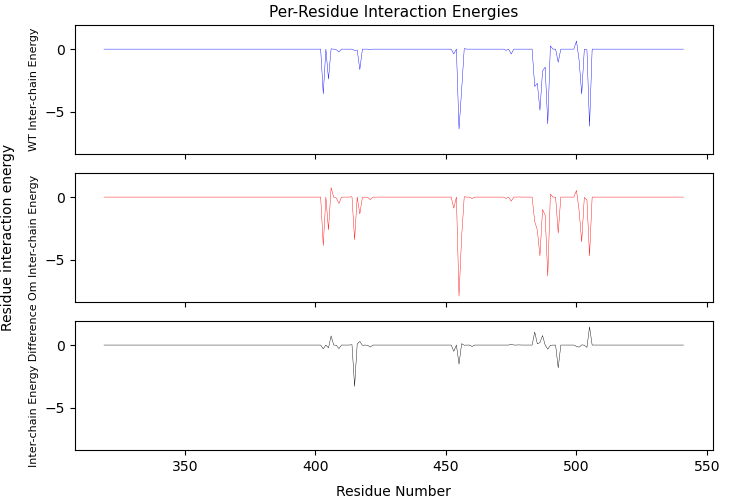 Per-Residue Interaction Energies
Residue interaction energy
WT Inter-chain Energy
0
−5
Om Inter-chain Energy
0
−5
Inter-chain Energy Difference
0
−5
350
400
450
500
550
Residue Number